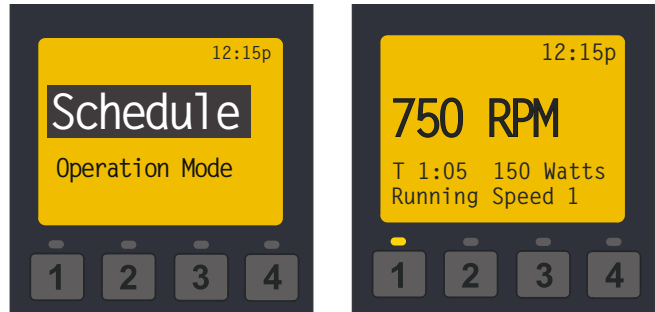 12:15p
Schedule
Operation Mode
1 2 3 4
12:15p
750 RPM
T 1:05 150 Watts
Running Speed 1
1 2 3 4